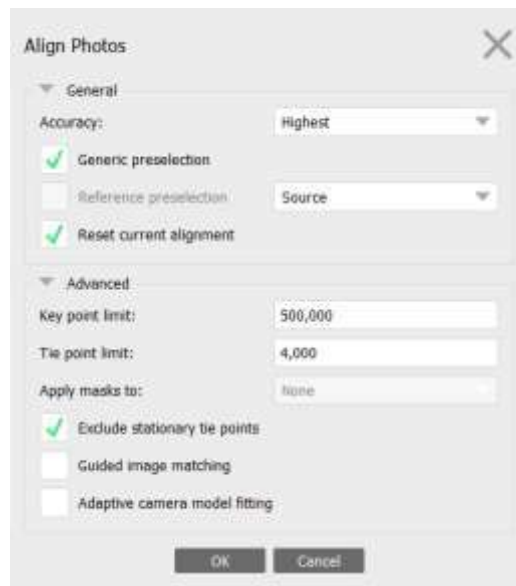 Align Photos
General
Accuracy: Highest
Generic preselection
Reference preselection Source
Reset current alignment
Advanced
Key point limit: 500,000
Tie point limit: 4,000
Apply masks to: None
Exclude stationary tie points
Guided image matching
Adaptive camera model fitting
OK Cancel